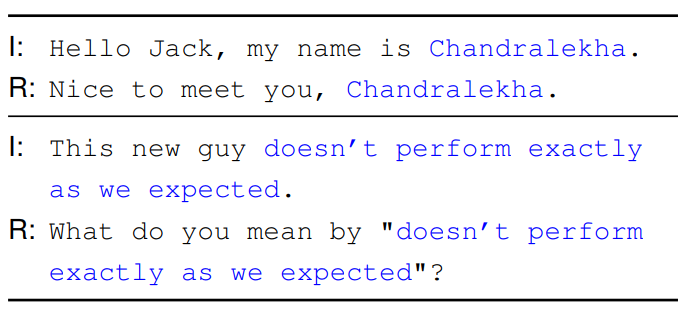 I: Hello Jack, my name is Chandralekha.
R: Nice to meet you, Chandralekha.
I: This new guy doesn’t perform exactly
as we expected.
R: What do you mean by "doesn’t perform
exactly as we expected"?